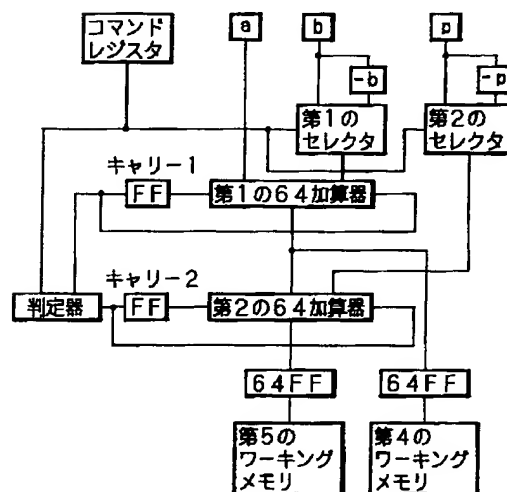 コマンド
レジスタ
a
b
p
-b
-p
第1の
セレクタ
第2の
セレクタ
キャリー1
FF
第1の64加算器
キャリー2
判定器
FF
第2の64加算器
64FF
64FF
第5の
ワーキング
メモリ
第4の
ワーキング
メモリ